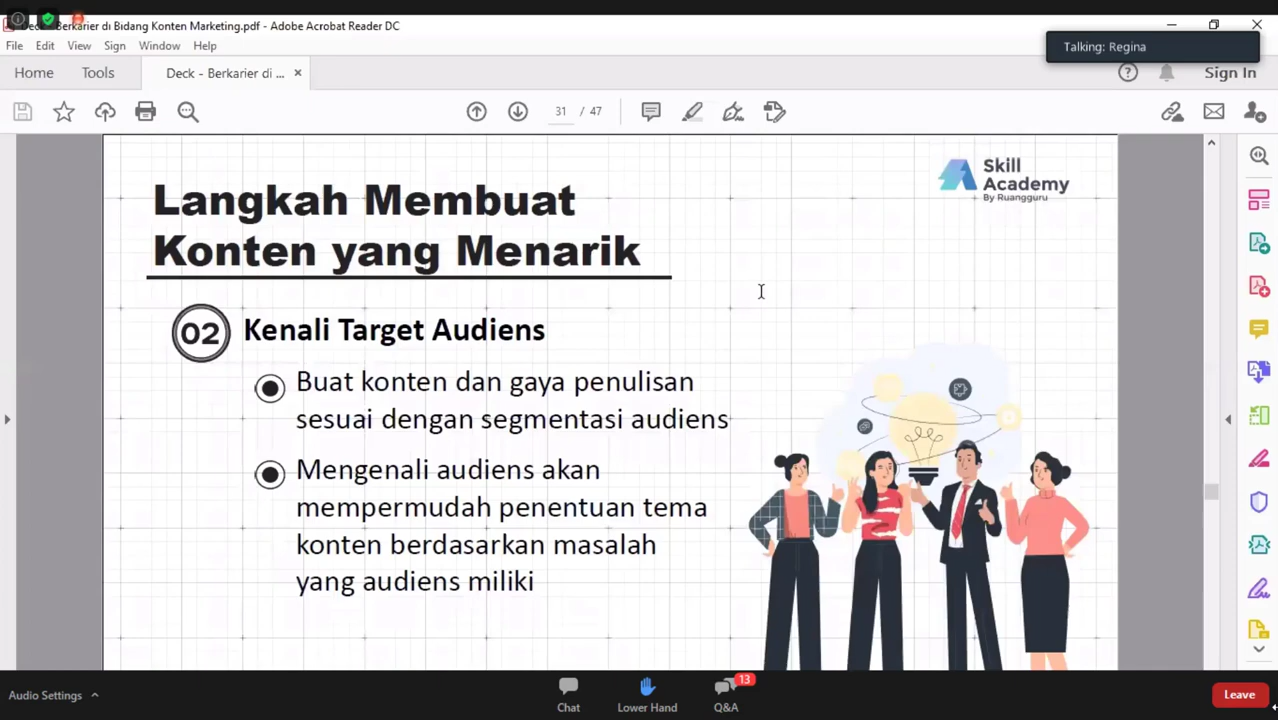 Deck - Berkarier di Bidang Konten Marketing.pdf - Adobe Acrobat Reader DC
File Edit View Sign Window Help
Talking: Regina
Home Tools Deck - Berkarier di ... Sign In
31 / 47
Skill
Academy
By Ruangguru
Langkah Membuat
Konten yang Menarik
02 Kenali Target Audiens
Buat konten dan gaya penulisan
sesuai dengan segmentasi audiens
Mengenali audiens akan
mempermudah penentuan tema
konten berdasarkan masalah
yang audiens miliki
13
Audio Settings Chat Lower Hand Q&A Leave